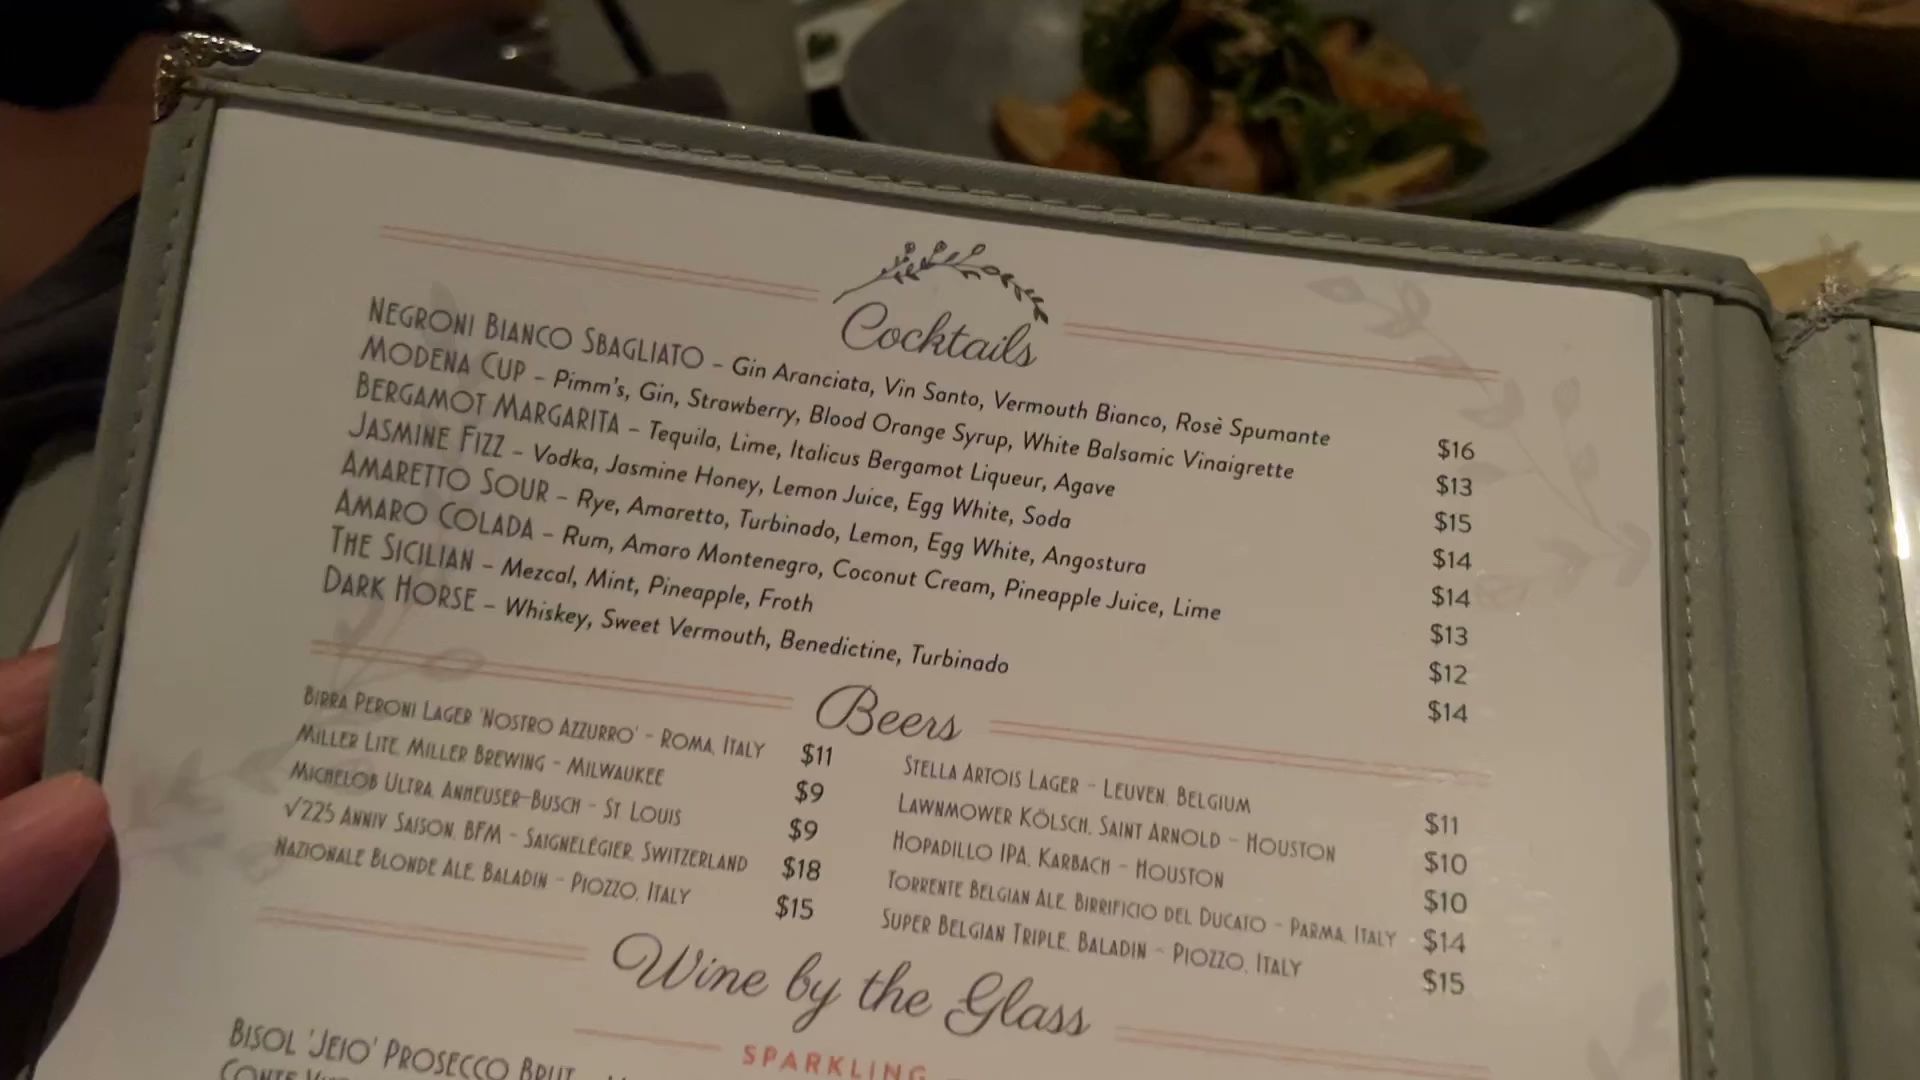 Cocktails
NEGRONI BIANCO SBAGLIATO - Gin Aranciata, Vin Santo, Vermouth Bianco, Rosè Spumante $16
MODENA CUP - Pimm's, Gin, Strawberry, Blood Orange Syrup, White Balsamic Vinaigrette $13
BERGAMOT MARGARITA - Tequila, Lime, Italicus Bergamot Liqueur, Agave $15
JASMINE FIZZ - Vodka, Jasmine Honey, Lemon Juice, Egg White, Soda $14
AMARETTO SOUR - Rye, Amaretto, Turbinado, Lemon, Egg White, Angostura $14
AMARO COLADA - Rum, Amaro Montenegro, Coconut Cream, Pineapple Juice, Lime $13
THE SICILIAN - Mezcal, Mint, Pineapple, Froth $12
DARK HORSE - Whiskey, Sweet Vermouth, Benedictine, Turbinado $14
Beers
BIRRA PERONI LAGER 'NOSTRO AZZURRO' - ROMA, ITALY $11
MILLER LITE, MILLER BREWING - MILWAUKEE $9
MICHELOB ULTRA, ANHEUSER-BUSCH - ST LOUIS $9
√225 ANNIV SAISON, BFM - SAIGNELÉGIER, SWITZERLAND $18
NAZIONALE BLONDE ALE, BALADIN - PIOZZO, ITALY $15
STELLA ARTOIS LAGER - LEUVEN, BELGIUM $11
LAWNMOWER KÖLSCH, SAINT ARNOLD - HOUSTON $10
HOPADILLO IPA, KARBACH - HOUSTON $10
TORRENTE BELGIAN ALE, BIRRIFICIO DEL DUCATO - PARMA, ITALY $14
SUPER BELGIAN TRIPLE, BALADIN - PIOZZO, ITALY $15
Wine by the Glass
SPARKLING
BISOL 'JEIO' PROSECCO BRUT